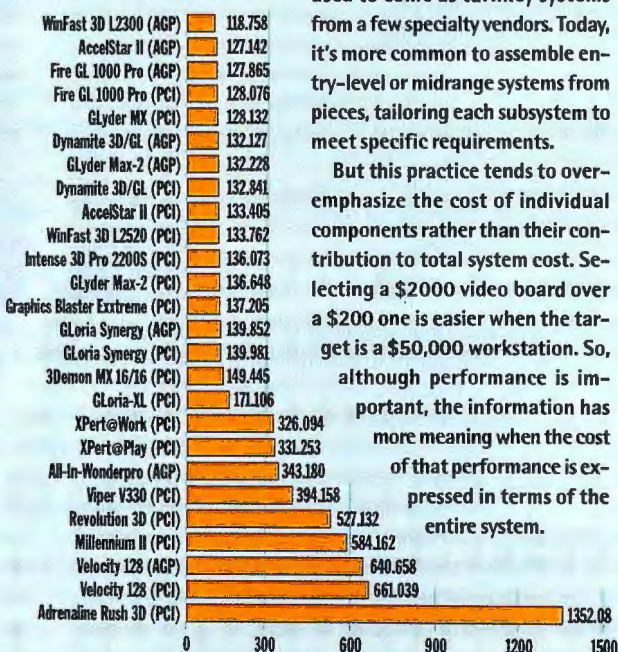 WinFast 3D L2300 (AGP) 118.758
AccelStar II (AGP) 127.142
Fire GL 1000 Pro (AGP) 127.865
Fire GL 1000 Pro (PCI) 128.076
GLyder MX (PCI) 128.132
Dynamite 3D/GL (AGP) 132.127
GLyder Max-2 (AGP) 132.228
Dynamite 3D/GL (PCI) 132.841
AccelStar II (PCI) 133.405
WinFast 3D L2520 (PCI) 133.762
Intense 3D Pro 2200S (PCI) 136.073
GLyder Max-2 (PCI) 136.648
Graphics Blaster Exxtreme (PCI) 137.205
GLoria Synergy (AGP) 139.852
GLoria Synergy (PCI) 139.981
3Demon MX 16/16 (PCI) 149.445
GLoria-XL (PCI) 171.106
XPert@Work (PCI) 326.094
XPert@Play (PCI) 331.253
All-In-Wonderpro (AGP) 343.180
Viper V330 (PCI) 394.158
Revolution 3D (PCI) 527.132
Millennium II (PCI) 584.162
Velocity 128 (AGP) 640.658
Velocity 128 (PCI) 661.039
Adrenaline Rush 3D (PCI) 1352.08
0 300 600 900 1200 1500
from a few specialty vendors. Today,
it's more common to assemble en-
try-level or midrange systems from
pieces, tailoring each subsystem to
meet specific requirements.
But this practice tends to over-
emphasize the cost of individual
components rather than their con-
tribution to total system cost. Se-
lecting a $2000 video board over
a $200 one is easier when the tar-
get is a $50,000 workstation. So,
although performance is im-
portant, the information has
more meaning when the cost
of that performance is ex-
pressed in terms of the
entire system.